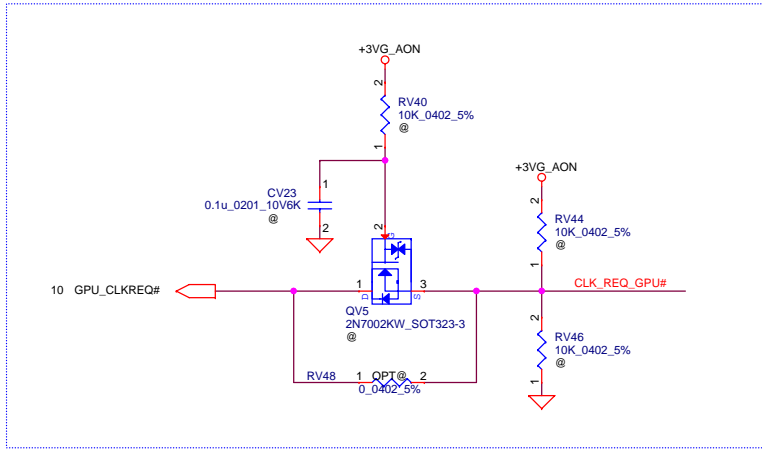 +3VG_AON
2
RV40
10K_0402_5%
@
1
1
CV23
0.1u_0201_10V6K
@
2
+3VG_AON
2
RV44
10K_0402_5%
@
1
2
G
10 GPU_CLKREQ#
1
3
CLK_REQ_GPU#
D
S
QV5
2N7002KW_SOT323-3
@
2
RV46
10K_0402_5%
@
1
RV48
1
OPT@
2
0_0402_5%